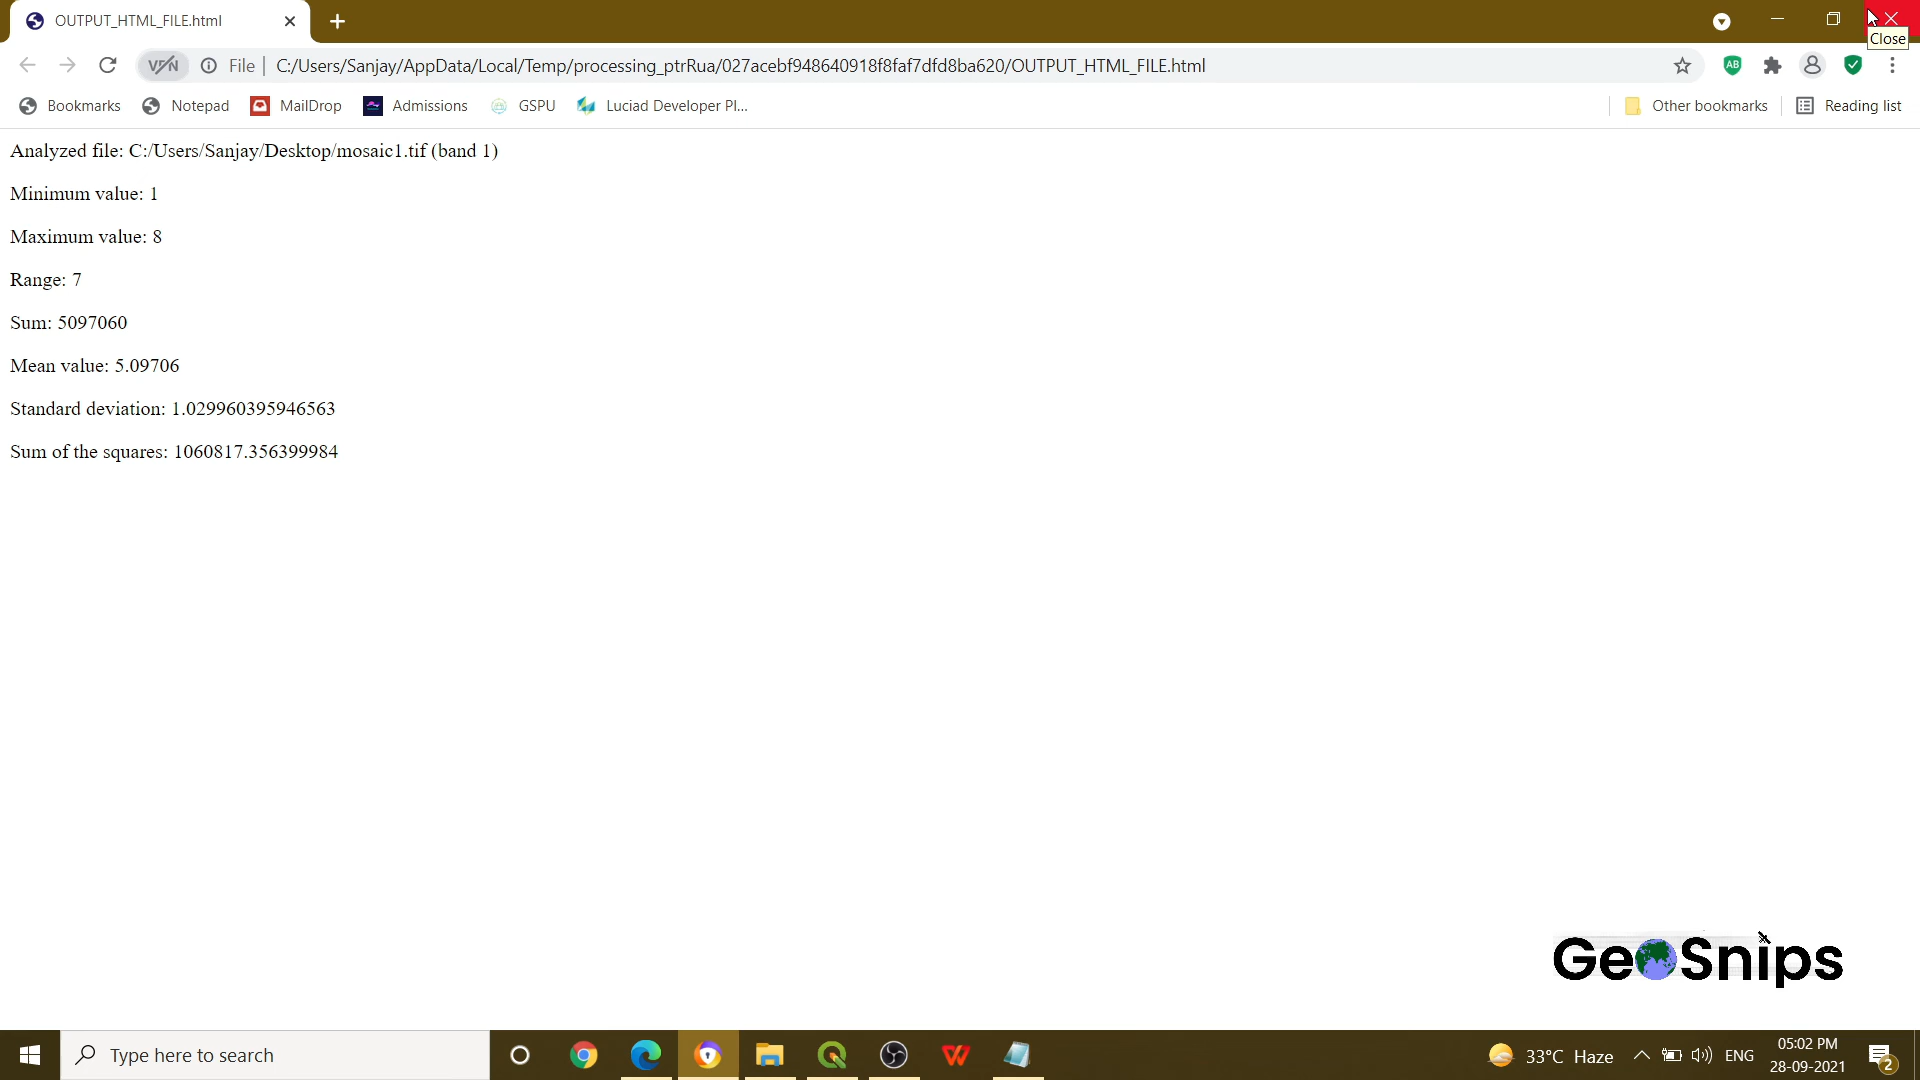 OUTPUT_HTML_FILE.html
Close
VPN File C:/Users/Sanjay/AppData/Local/Temp/processing_ptrRua/027acebf948640918f8faf7dfd8ba620/OUTPUT_HTML_FILE.html AB
Bookmarks Notepad MailDrop Admissions GSPU Luciad Developer Pl... Other bookmarks Reading list
Analyzed file: C:/Users/Sanjay/Desktop/mosaic1.tif (band 1)
Minimum value: 1
Maximum value: 8
Range: 7
Sum: 5097060
Mean value: 5.09706
Standard deviation: 1.029960395946563
Sum of the squares: 1060817.356399984
GeoSnips
Type here to search
33°C Haze ENG
05:02 PM
28-09-2021
2